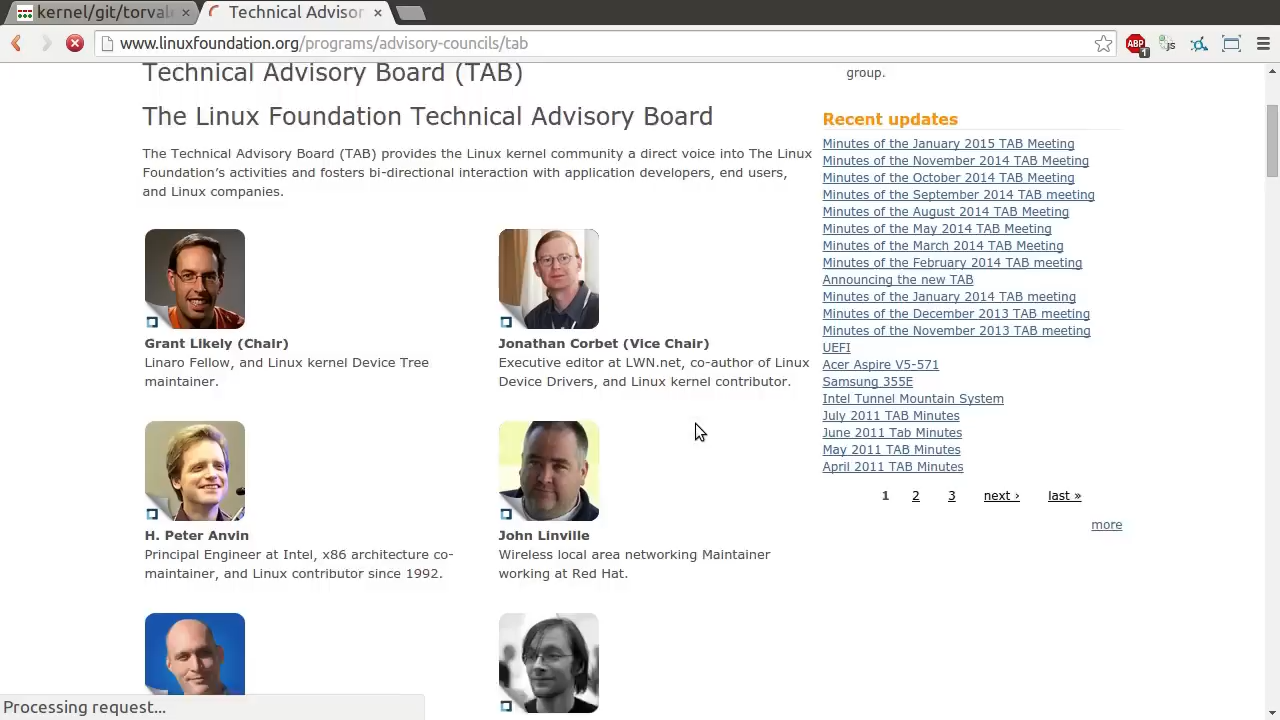 kernel/git/torval
Technical Adviso
www.linuxfoundation.org/programs/advisory-councils/tab
ABP
1
js
Technical Advisory Board (TAB)
The Linux Foundation Technical Advisory Board
The Technical Advisory Board (TAB) provides the Linux kernel community a direct voice into The Linux
Foundation’s activities and fosters bi-directional interaction with application developers, end users,
and Linux companies.
Grant Likely (Chair)
Linaro Fellow, and Linux kernel Device Tree
maintainer.
Jonathan Corbet (Vice Chair)
Executive editor at LWN.net, co-author of Linux
Device Drivers, and Linux kernel contributor.
H. Peter Anvin
Principal Engineer at Intel, x86 architecture co-
maintainer, and Linux contributor since 1992.
John Linville
Wireless local area networking Maintainer
working at Red Hat.
group.
Recent updates
Minutes of the January 2015 TAB Meeting
Minutes of the November 2014 TAB Meeting
Minutes of the October 2014 TAB Meeting
Minutes of the September 2014 TAB meeting
Minutes of the August 2014 TAB Meeting
Minutes of the May 2014 TAB Meeting
Minutes of the March 2014 TAB Meeting
Minutes of the February 2014 TAB meeting
Announcing the new TAB
Minutes of the January 2014 TAB meeting
Minutes of the December 2013 TAB meeting
Minutes of the November 2013 TAB meeting
UEFI
Acer Aspire V5-571
Samsung 355E
Intel Tunnel Mountain System
July 2011 TAB Minutes
June 2011 Tab Minutes
May 2011 TAB Minutes
April 2011 TAB Minutes
1 2 3 next › last »
more
Processing request...